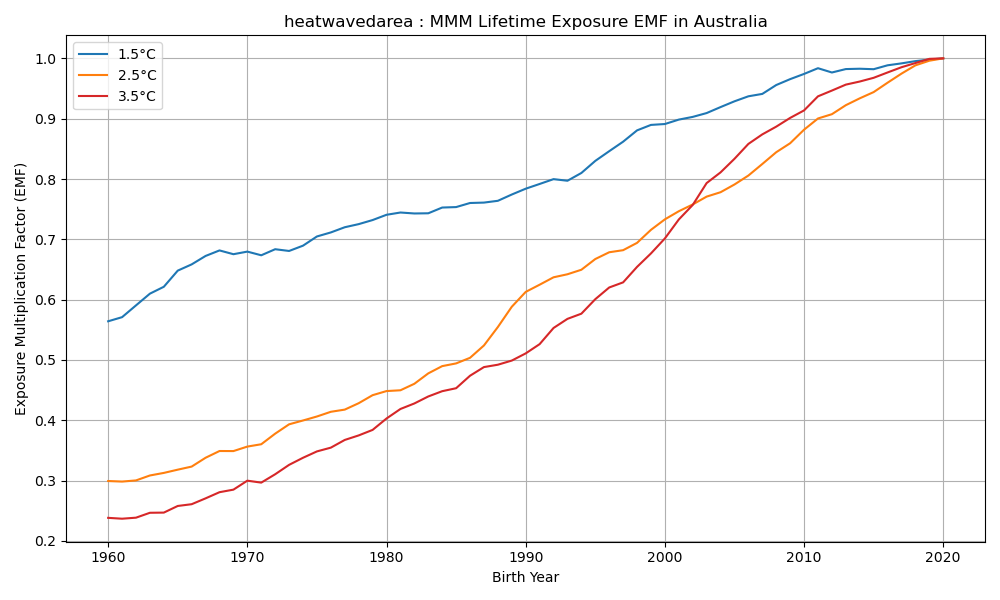 heatwavedarea : MMM Lifetime Exposure EMF in Australia
1.5°C
2.5°C
3.5°C
Exposure Multiplication Factor (EMF)
1.0
0.9
0.8
0.7
0.6
0.5
0.4
0.3
0.2
1960 1970 1980 1990 2000 2010 2020
Birth Year